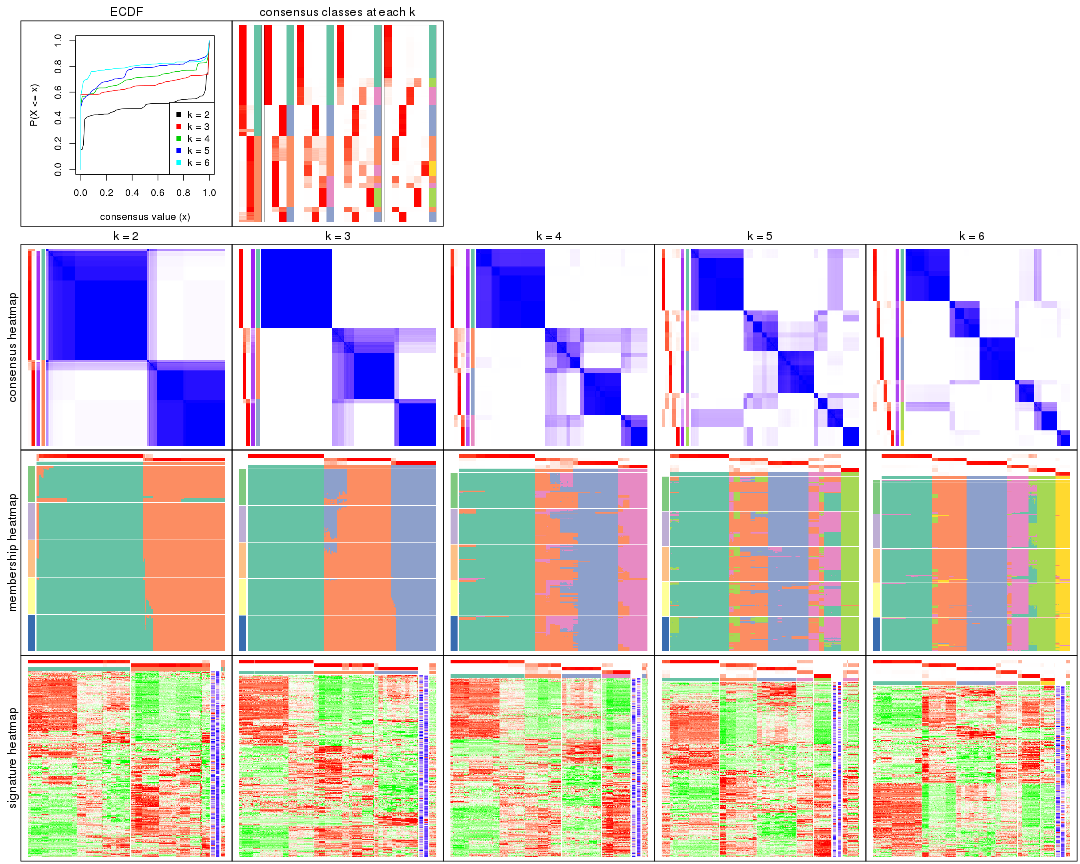 ECDF
consensus classes at each k
P(X <= x)
0.0 0.2 0.4 0.6 0.8 1.0
k = 2
k = 3
k = 4
k = 5
k = 6
0.0 0.2 0.4 0.6 0.8 1.0
consensus value (x)
k = 2
k = 3
k = 4
k = 5
k = 6
consensus heatmap
membership heatmap
signature heatmap